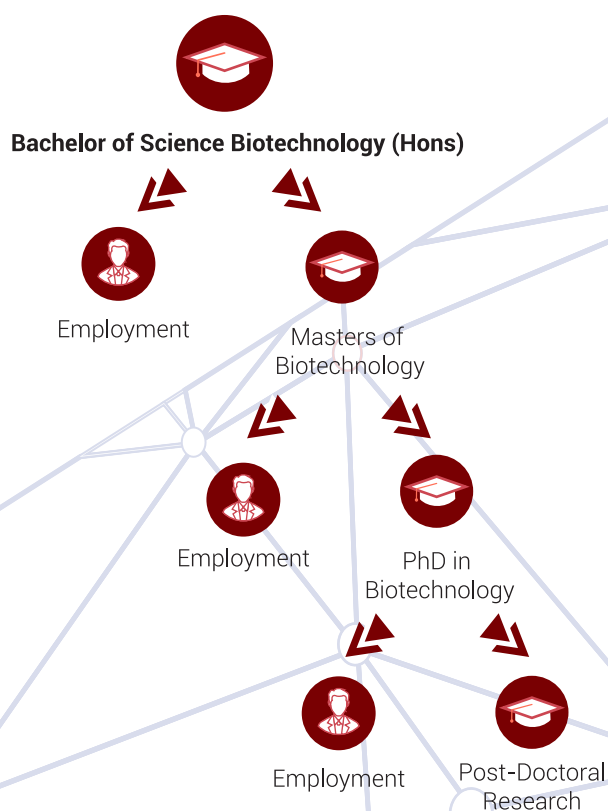 Bachelor of Science Biotechnology (Hons)
Employment
Masters of
Biotechnology
Employment
PhD in
Biotechnology
Employment
Post-Doctoral
Research